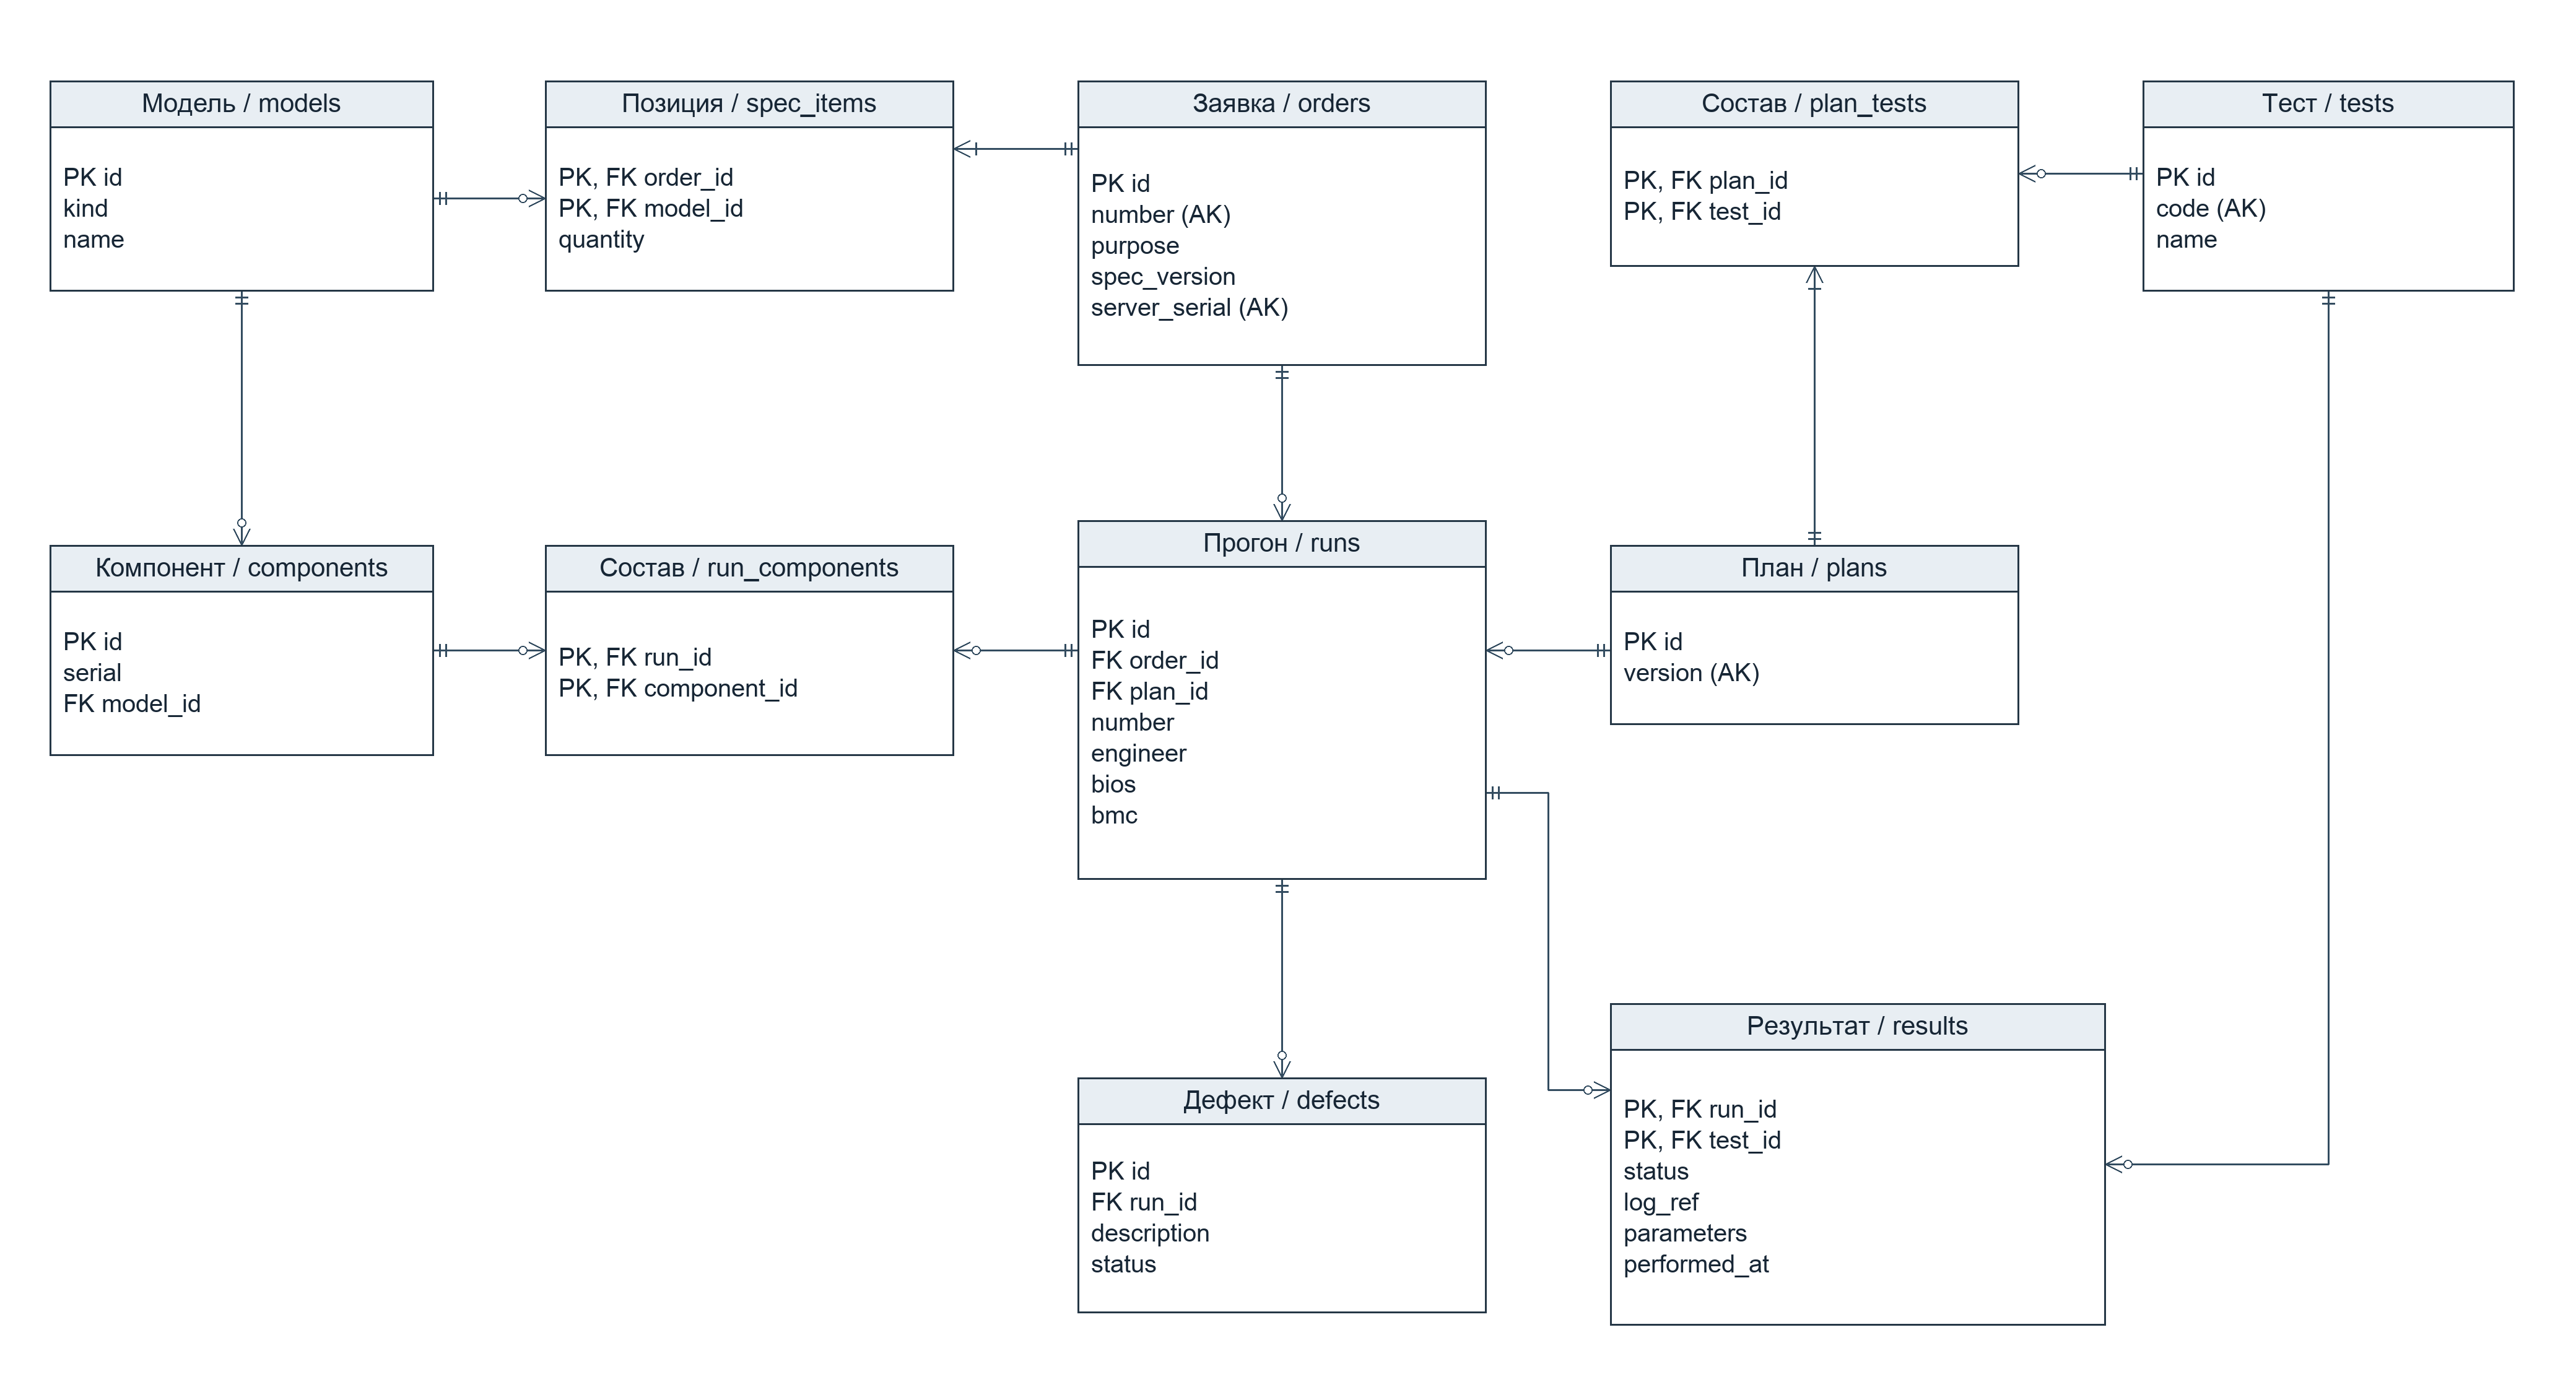 Модель / models
PK id
kind
name
Позиция / spec_items
PK, FK order_id
PK, FK model_id
quantity
Заявка / orders
PK id
number (AK)
purpose
spec_version
server_serial (AK)
Состав / plan_tests
PK, FK plan_id
PK, FK test_id
Тест / tests
PK id
code (AK)
name
Компонент / components
PK id
serial
FK model_id
Состав / run_components
PK, FK run_id
PK, FK component_id
Прогон / runs
PK id
FK order_id
FK plan_id
number
engineer
bios
bmc
План / plans
PK id
version (AK)
Дефект / defects
PK id
FK run_id
description
status
Результат / results
PK, FK run_id
PK, FK test_id
status
log_ref
parameters
performed_at